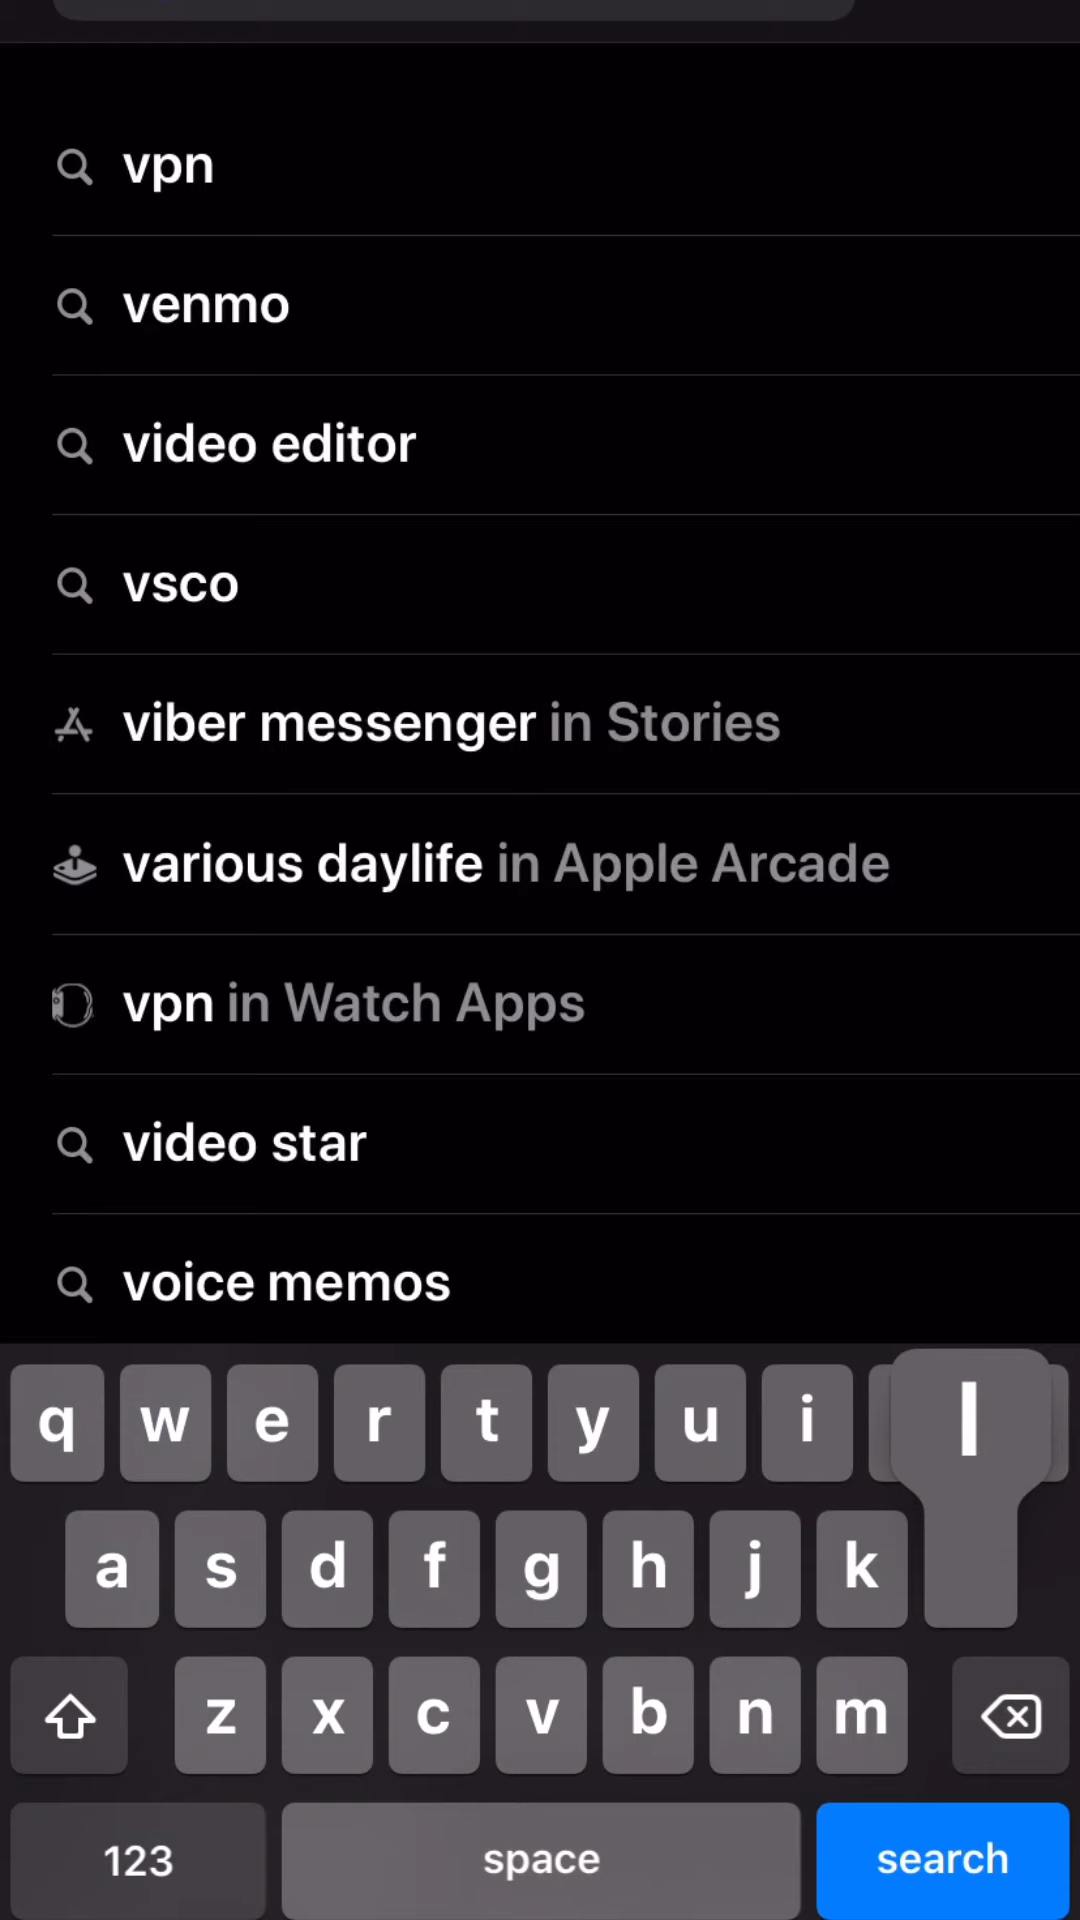 vpn
venmo
video editor
vsco
viber messenger in Stories
various daylife in Apple Arcade
vpn in Watch Apps
video star
voice memos
q w e r t y u i l
a s d f g h j k
z x c v b n m
123 space search